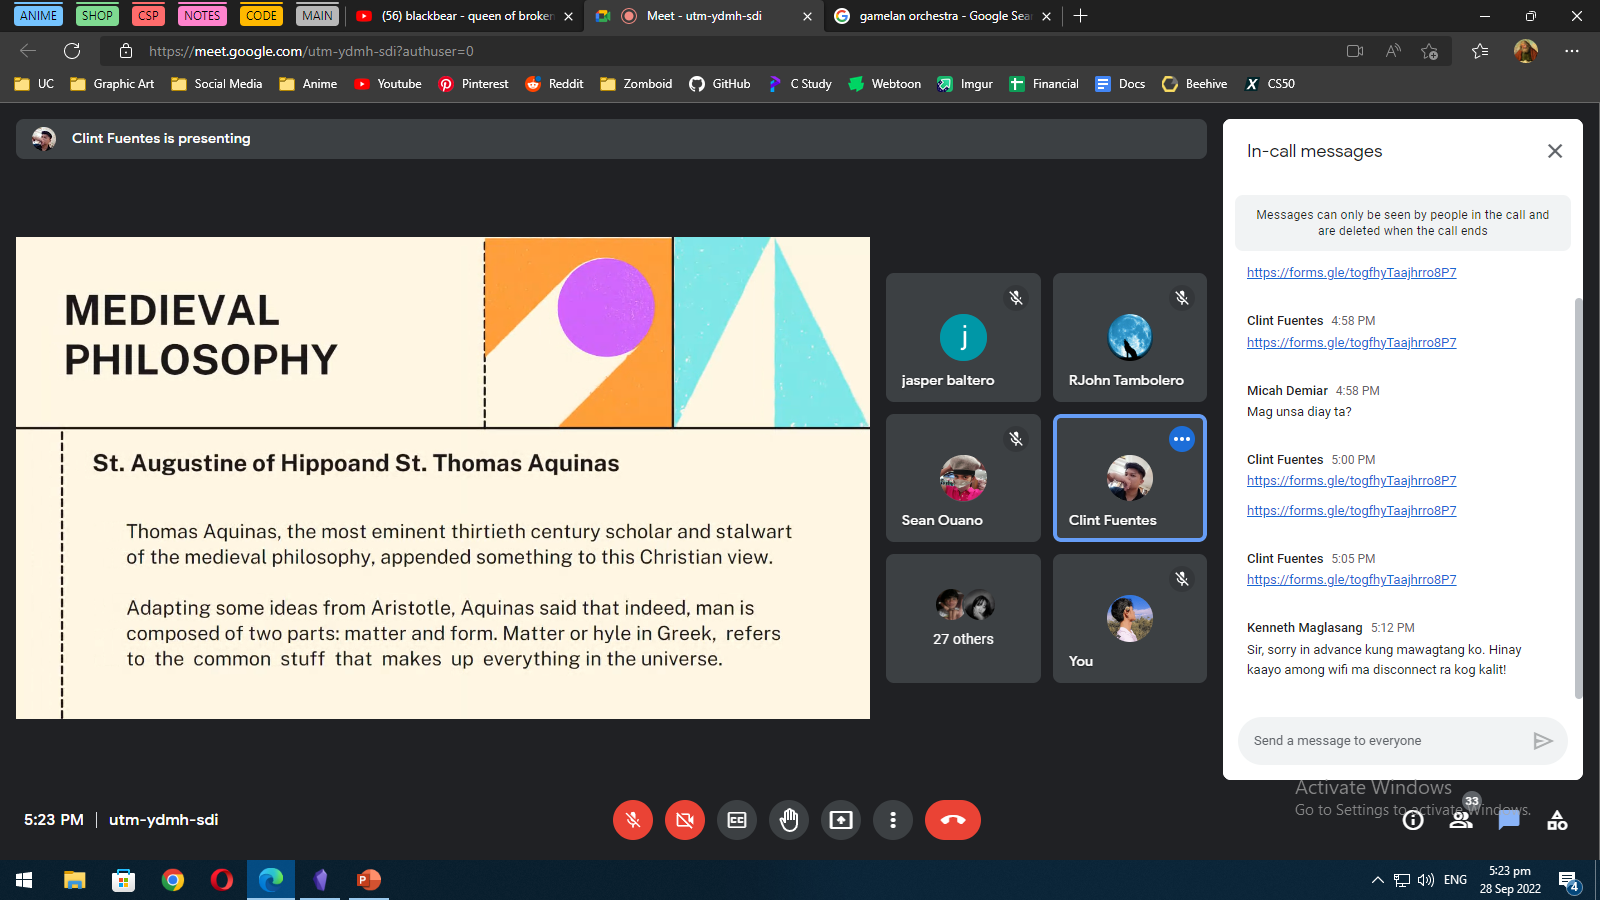 ANIME SHOP CSP NOTES CODE MAIN (56) blackbear - queen of broken Meet - utm-ydmh-sdi gamelan orchestra - Google Sea
https://meet.google.com/utm-ydmh-sdi?authuser=0
UC Graphic Art Social Media Anime Youtube Pinterest Reddit Zomboid GitHub C Study Webtoon Imgur Financial Docs Beehive CS50
Clint Fuentes is presenting
MEDIEVAL
PHILOSOPHY
St. Augustine of Hippoand St. Thomas Aquinas
Thomas Aquinas, the most eminent thirtieth century scholar and stalwart
of the medieval philosophy, appended something to this Christian view.
Adapting some ideas from Aristotle, Aquinas said that indeed, man is
composed of two parts: matter and form. Matter or hyle in Greek, refers
to the common stuff that makes up everything in the universe.
j
jasper baltero
RJohn Tambolero
Sean Ouano
Clint Fuentes
27 others
You
In-call messages
Messages can only be seen by people in the call and
are deleted when the call ends
https://forms.gle/togfhyTaajhrro8P7
Clint Fuentes 4:58 PM
https://forms.gle/togfhyTaajhrro8P7
Micah Demiar 4:58 PM
Mag unsa diay ta?
Clint Fuentes 5:00 PM
https://forms.gle/togfhyTaajhrro8P7
https://forms.gle/togfhyTaajhrro8P7
Clint Fuentes 5:05 PM
https://forms.gle/togfhyTaajhrro8P7
Kenneth Maglasang 5:12 PM
Sir, sorry in advance kung mawagtang ko. Hinay
kaayo among wifi ma disconnect ra kog kalit!
Send a message to everyone
Activate Windows
Go to Settings to activate Windows.
33
5:23 PM | utm-ydmh-sdi
ENG
5:23 pm
28 Sep 2022
4